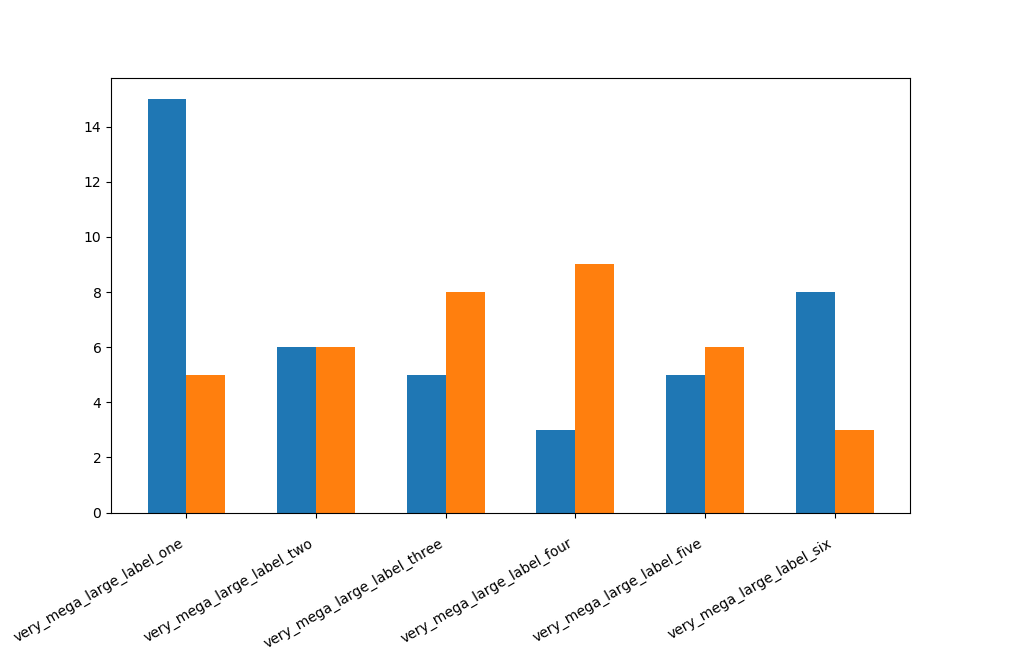 14
12
10
8
6
4
2
0
very_mega_large_label_one
very_mega_large_label_two
very_mega_large_label_three
very_mega_large_label_four
very_mega_large_label_five
very_mega_large_label_six